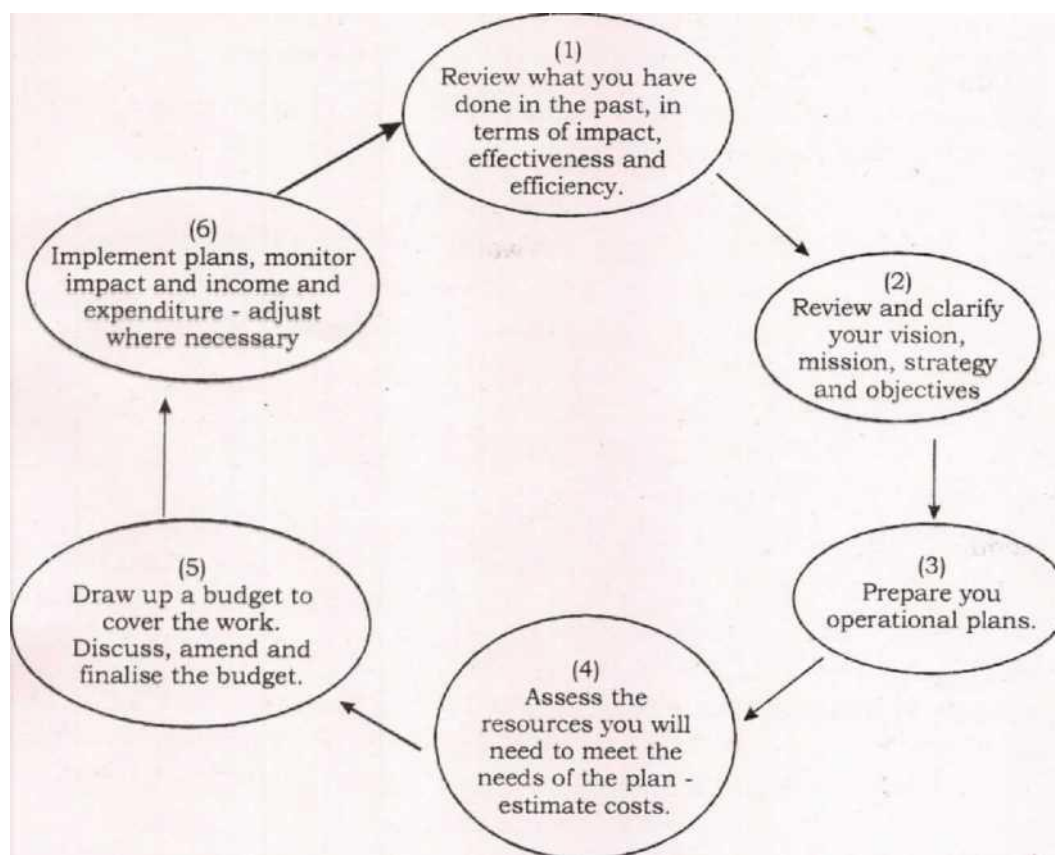 (1)
Review what you have
done in the past, in
terms of impact,
effectiveness and
efficiency.
(2)
Review and clarify
your vision,
mission, strategy
and objectives
(3)
Prepare you
operational plans.
(4)
Assess the
resources you will
need to meet the
needs of the plan -
estimate costs.
(5)
Draw up a budget to
cover the work.
Discuss, amend and
finalise the budget.
(6)
Implement plans, monitor
impact and income and
expenditure - adjust
where necessary